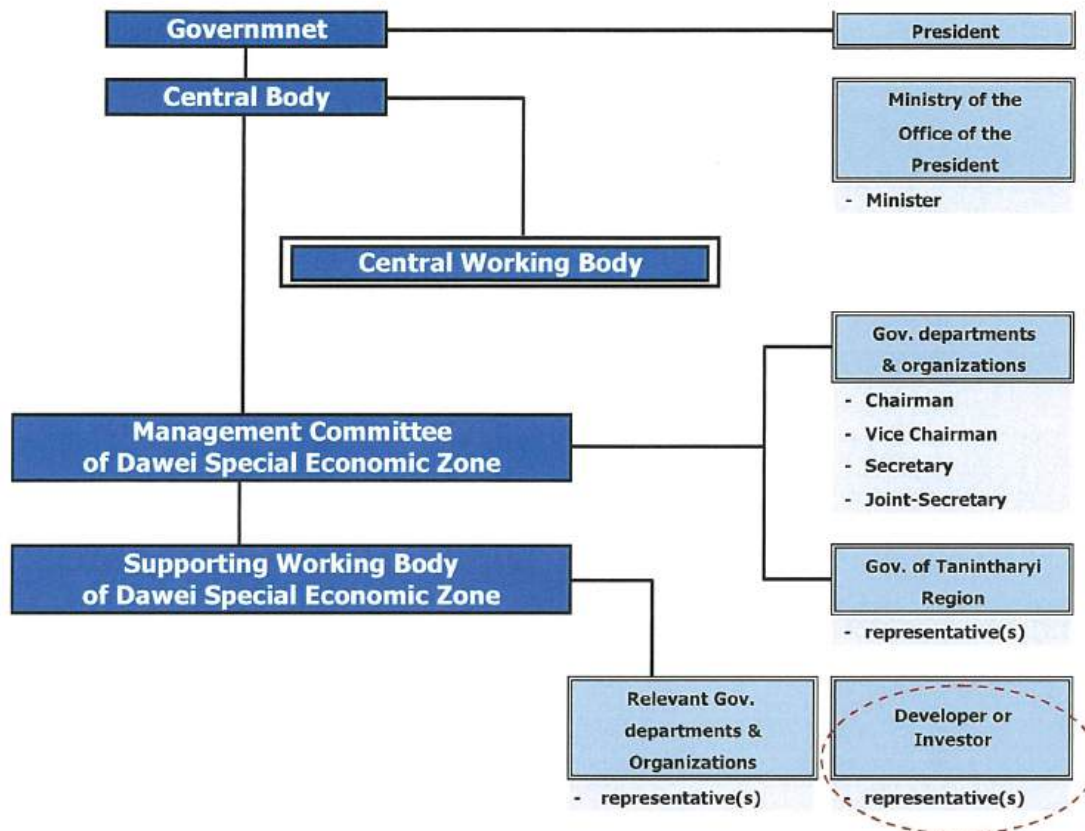 Governmnet
President
Central Body
Ministry of the
Office of the
President
- Minister
Central Working Body
Gov. departments
& organizations
- Chairman
- Vice Chairman
- Secretary
- Joint-Secretary
Management Committee
of Dawei Special Economic Zone
Supporting Working Body
of Dawei Special Economic Zone
Gov. of Tanintharyi
Region
- representative(s)
Relevant Gov.
departments &
Organizations
- representative(s)
Developer or
Investor
- representative(s)